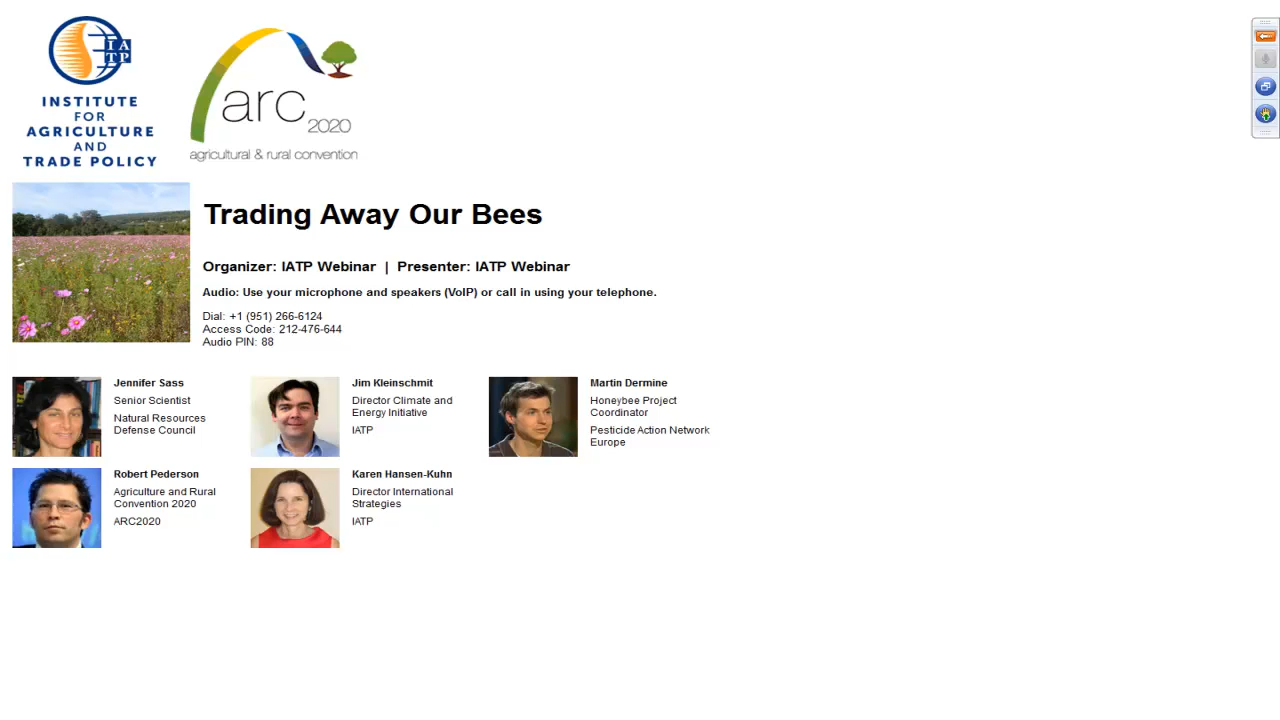 IA
TP
INSTITUTE
FOR
AGRICULTURE
AND
TRADE POLICY
arc
2020
agricultural & rural convention
Trading Away Our Bees
Organizer: IATP Webinar | Presenter: IATP Webinar
Audio: Use your microphone and speakers (VoIP) or call in using your telephone.
Dial: +1 (951) 266-6124
Access Code: 212-476-644
Audio PIN: 88
Jennifer Sass
Senior Scientist
Natural Resources
Defense Council
Jim Kleinschmit
Director Climate and
Energy Initiative
IATP
Martin Dermine
Honeybee Project
Coordinator
Pesticide Action Network
Europe
Robert Pederson
Agriculture and Rural
Convention 2020
ARC2020
Karen Hansen-Kuhn
Director International
Strategies
IATP